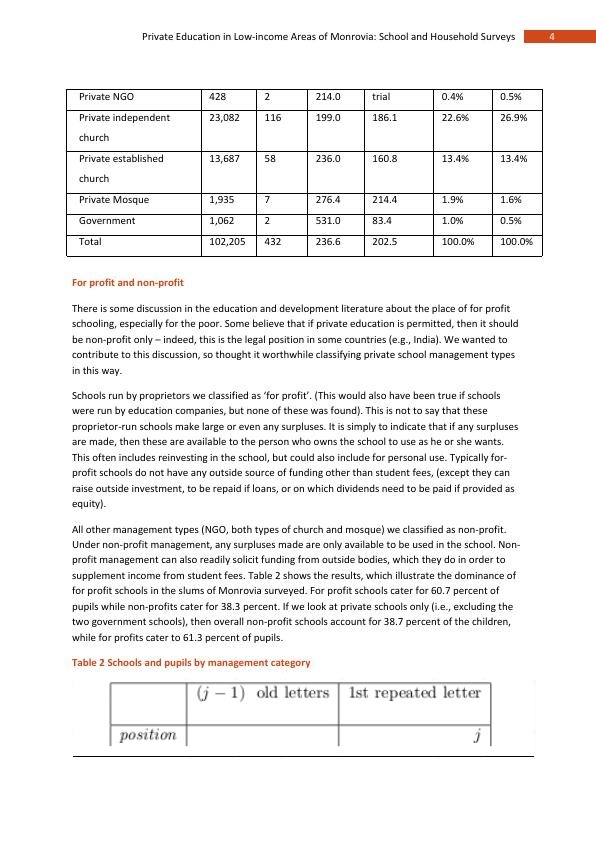 Private Education in Low-income Areas of Monrovia: School and Household Surveys 4
Private NGO 428 2 214.0 trial 0.4% 0.5%
Private independent 23,082 116 199.0 186.1 22.6% 26.9%
church
Private established 13,687 58 236.0 160.8 13.4% 13.4%
church
Private Mosque 1,935 7 276.4 214.4 1.9% 1.6%
Government 1,062 2 531.0 83.4 1.0% 0.5%
Total 102,205 432 236.6 202.5 100.0% 100.0%
For profit and non-profit
There is some discussion in the education and development literature about the place of for profit
schooling, especially for the poor. Some believe that if private education is permitted, then it should
be non-profit only – indeed, this is the legal position in some countries (e.g., India). We wanted to
contribute to this discussion, so thought it worthwhile classifying private school management types
in this way.
Schools run by proprietors we classified as ‘for profit’. (This would also have been true if schools
were run by education companies, but none of these was found). This is not to say that these
proprietor-run schools make large or even any surpluses. It is simply to indicate that if any surpluses
are made, then these are available to the person who owns the school to use as he or she wants.
This often includes reinvesting in the school, but could also include for personal use. Typically for-
profit schools do not have any outside source of funding other than student fees, (except they can
raise outside investment, to be repaid if loans, or on which dividends need to be paid if provided as
equity).
All other management types (NGO, both types of church and mosque) we classified as non-profit.
Under non-profit management, any surpluses made are only available to be used in the school. Non-
profit management can also readily solicit funding from outside bodies, which they do in order to
supplement income from student fees. Table 2 shows the results, which illustrate the dominance of
for profit schools in the slums of Monrovia surveyed. For profit schools cater for 60.7 percent of
pupils while non-profits cater for 38.3 percent. If we look at private schools only (i.e., excluding the
two government schools), then overall non-profit schools account for 38.7 percent of the children,
while for profits cater to 61.3 percent of pupils.
Table 2 Schools and pupils by management category
(j − 1) old letters 1st repeated letter
position j